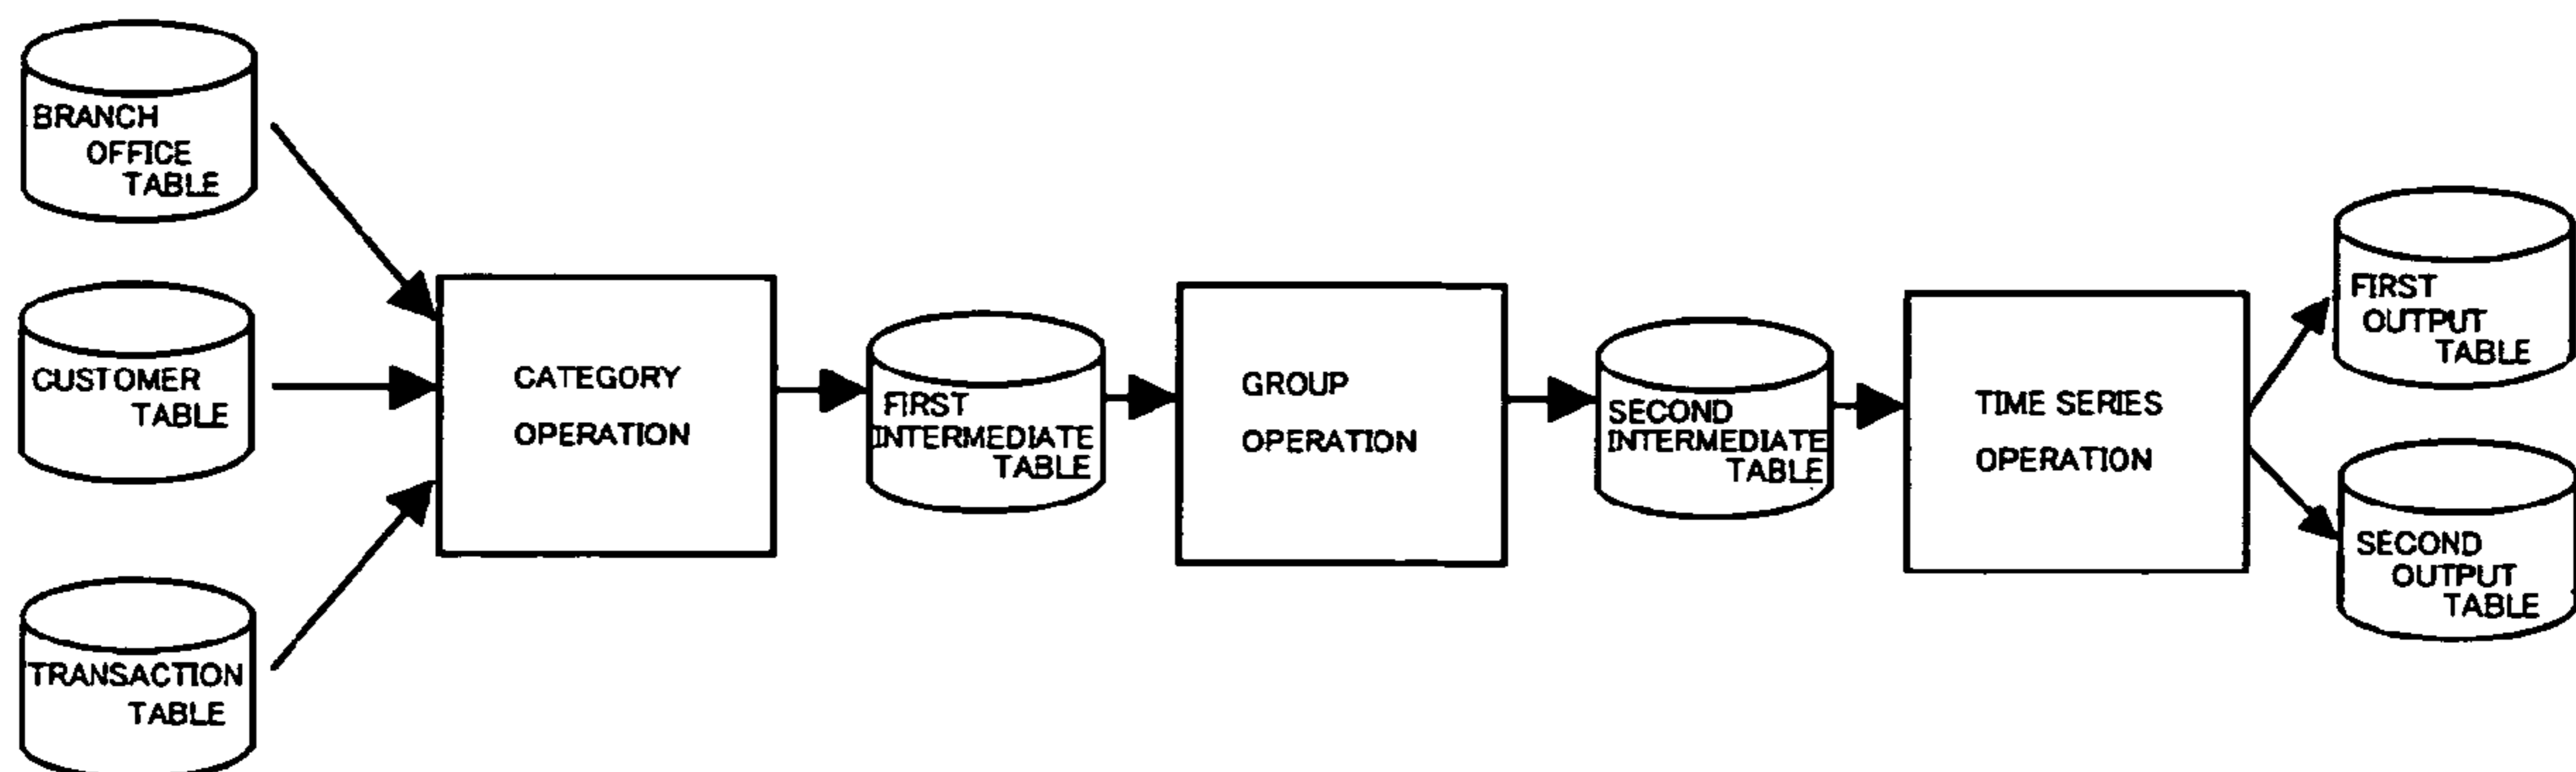 BRANCH
OFFICE
TABLE
CUSTOMER
TABLE
TRANSACTION
TABLE
CATEGORY
OPERATION
FIRST
INTERMEDIATE
TABLE
GROUP
OPERATION
SECOND
INTERMEDIATE
TABLE
TIME SERIES
OPERATION
FIRST
OUTPUT
TABLE
SECOND
OUTPUT
TABLE